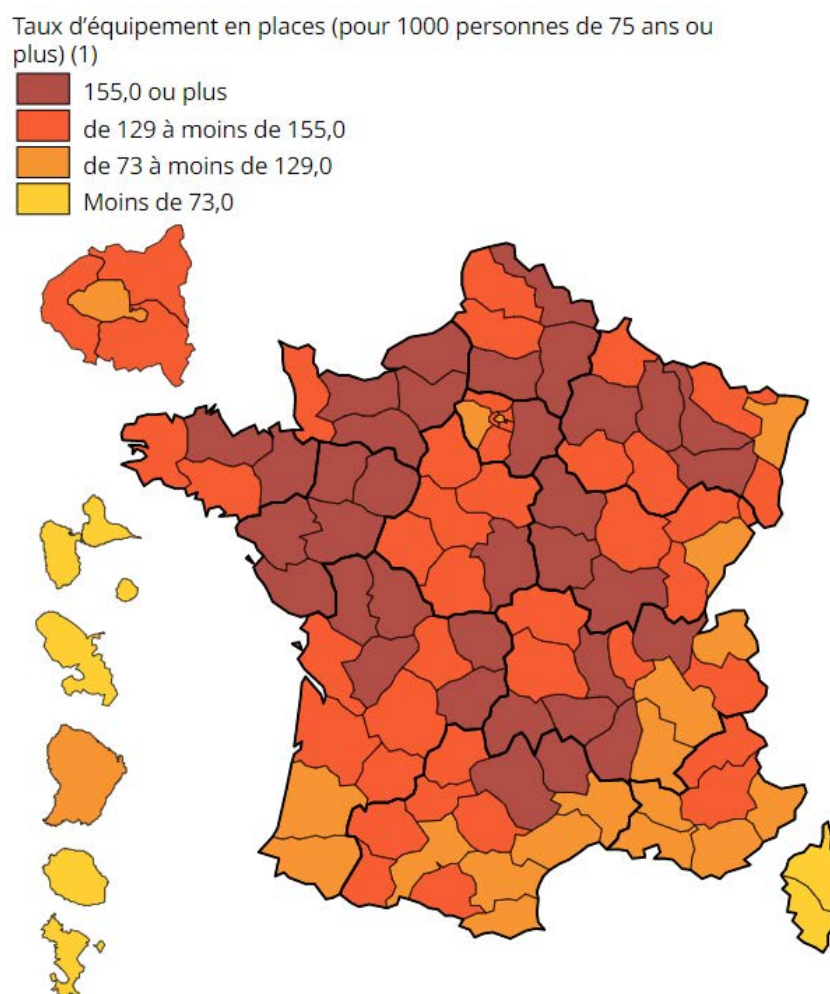 Taux d'équipement en places (pour 1000 personnes de 75 ans ou
plus) (1)
155,0 ou plus
de 129 à moins de 155,0
de 73 à moins de 129,0
Moins de 73,0